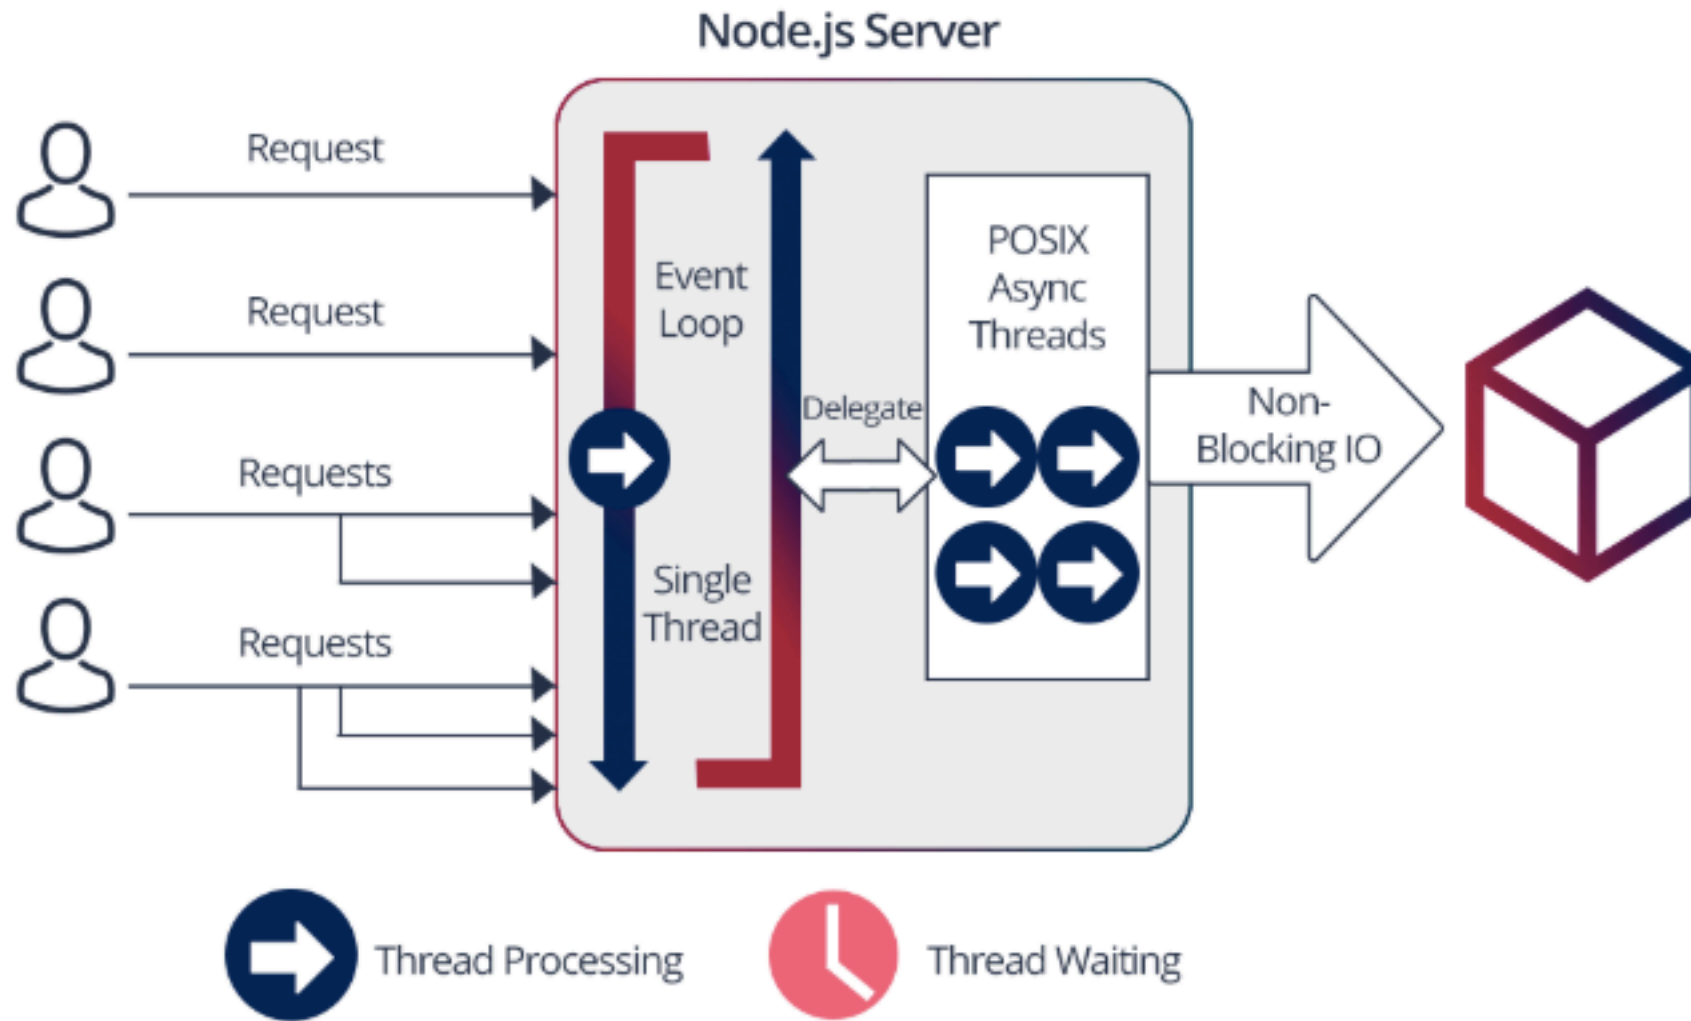 Node.js Server
Request
Request
Requests
Requests
Event
Loop
Single
Thread
Delegate
POSIX
Async
Threads
Non-
Blocking IO
Thread Processing
Thread Waiting